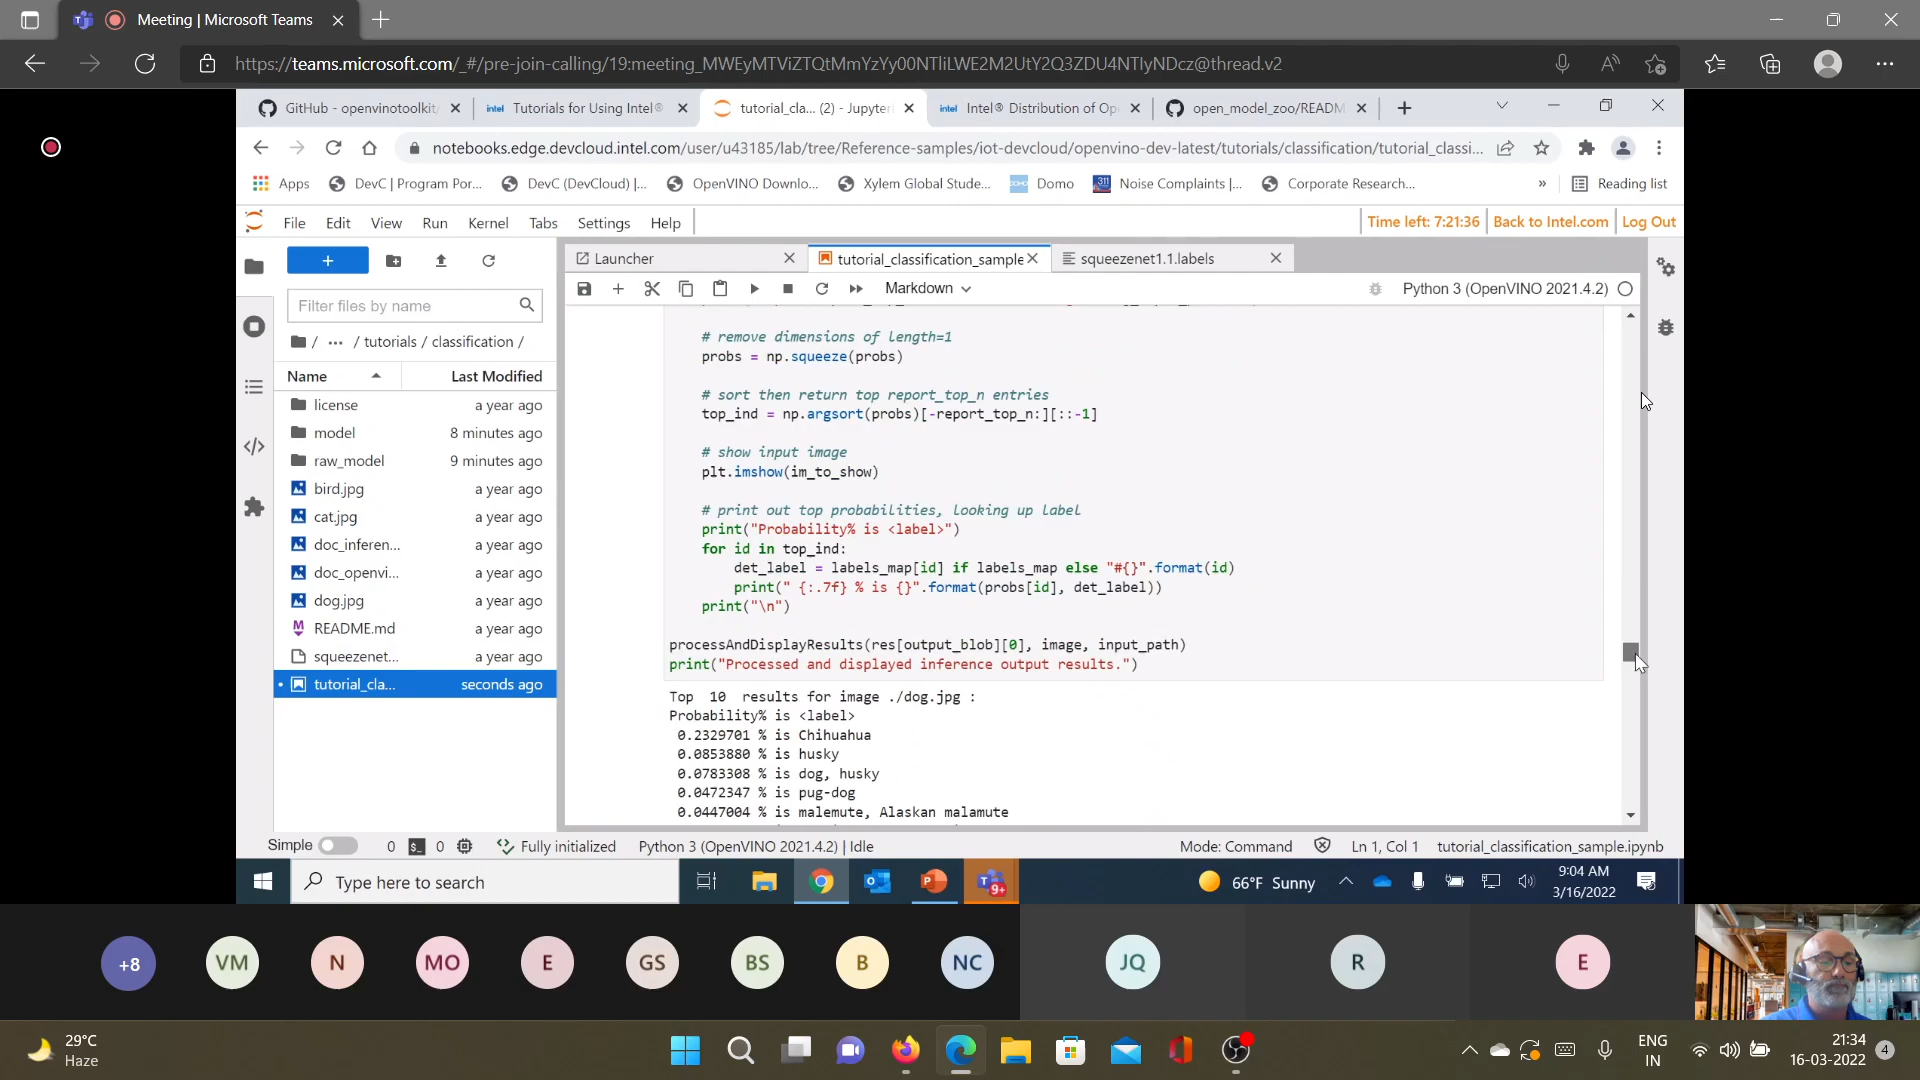 Meeting | Microsoft Teams
https://teams.microsoft.com/_#/pre-join-calling/19:meeting_MWEyMTViZTQtMmYzYy00NTliLWE2M2UtY2Q3ZDU4NTIyNDcz@thread.v2
GitHub - openvinotoolkit/
intel Tutorials for Using Intel®
tutorial_cla... (2) - Jupyter
intel Intel® Distribution of Op
open_model_zoo/READM
notebooks.edge.devcloud.intel.com/user/u43185/lab/tree/Reference-samples/iot-devcloud/openvino-dev-latest/tutorials/classification/tutorial_classi...
Apps
DevC | Program Por...
DevC (DevCloud) |...
OpenVINO Downlo...
Xylem Global Stude...
DOMO Domo
311 Noise Complaints |...
Corporate Research...
»
Reading list
File Edit View Run Kernel Tabs Settings Help
Time left: 7:21:36
Back to Intel.com
Log Out
Launcher
tutorial_classification_sample
squeezenet1.1.labels
Markdown
Python 3 (OpenVINO 2021.4.2)
Filter files by name
/ ... / tutorials / classification /
Name Last Modified
license a year ago
model 8 minutes ago
raw_model 9 minutes ago
bird.jpg a year ago
cat.jpg a year ago
doc_inferen... a year ago
doc_openvi... a year ago
dog.jpg a year ago
README.md a year ago
squeezenet... a year ago
tutorial_cla... seconds ago
# remove dimensions of length=1
probs = np.squeeze(probs)
# sort then return top report_top_n entries
top_ind = np.argsort(probs)[-report_top_n:][::-1]
# show input image
plt.imshow(im_to_show)
# print out top probabilities, looking up label
print("Probability% is <label>")
for id in top_ind:
det_label = labels_map[id] if labels_map else "#{}".format(id)
print(" {:.7f} % is {}".format(probs[id], det_label))
print("\n")
processAndDisplayResults(res[output_blob][0], image, input_path)
print("Processed and displayed inference output results.")
Top 10 results for image ./dog.jpg :
Probability% is <label>
0.2329701 % is Chihuahua
0.0853880 % is husky
0.0783308 % is dog, husky
0.0472347 % is pug-dog
0.0447004 % is malemute, Alaskan malamute
Simple
0
0
Fully initialized
Python 3 (OpenVINO 2021.4.2) | Idle
Mode: Command
Ln 1, Col 1
tutorial_classification_sample.ipynb
Type here to search
9+
66°F Sunny
9:04 AM
3/16/2022
+8
VM
N
MO
E
GS
BS
B
NC
JQ
R
E
29°C
Haze
ENG
IN
21:34
16-03-2022
4